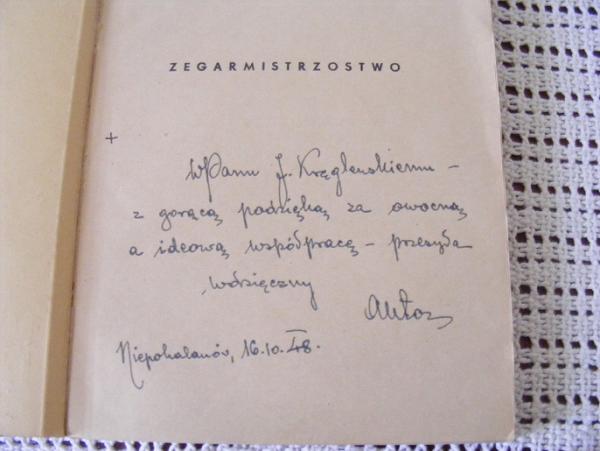 ZEGARMISTRZOSTWO
+
WPanu J. Kręglewskiemu –
z gorącą podzięką za owocną
a ideową współpracę – przesyła
wdzięczny
Autor
Niepokalanów, 16.10.48.